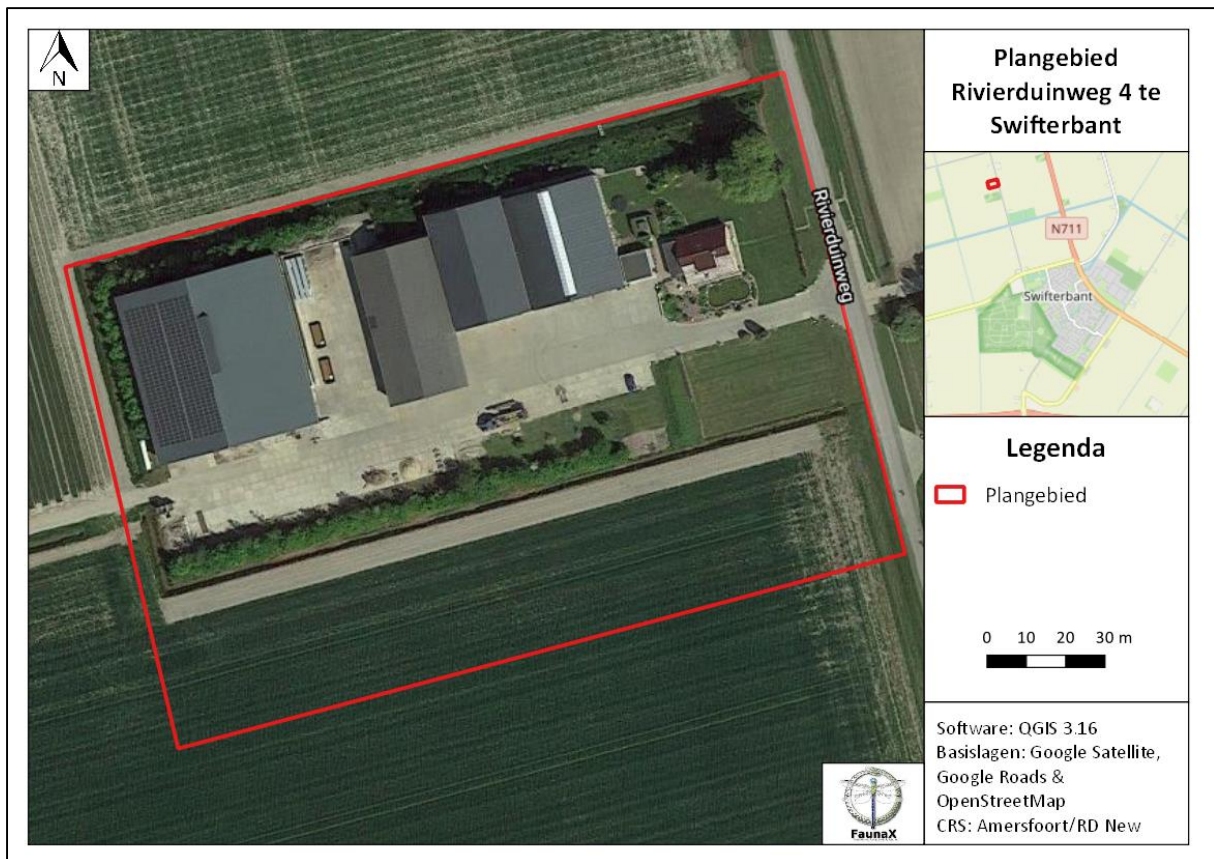 N
Rivierduinweg
Plangebied
Rivierduinweg 4 te
Swifterbant
N711
Swifterbant
Legenda
Plangebied
0 10 20 30 m
Software: QGIS 3.16
Basislagen: Google Satellite,
Google Roads &
OpenStreetMap
CRS: Amersfoort/RD New
FaunaX